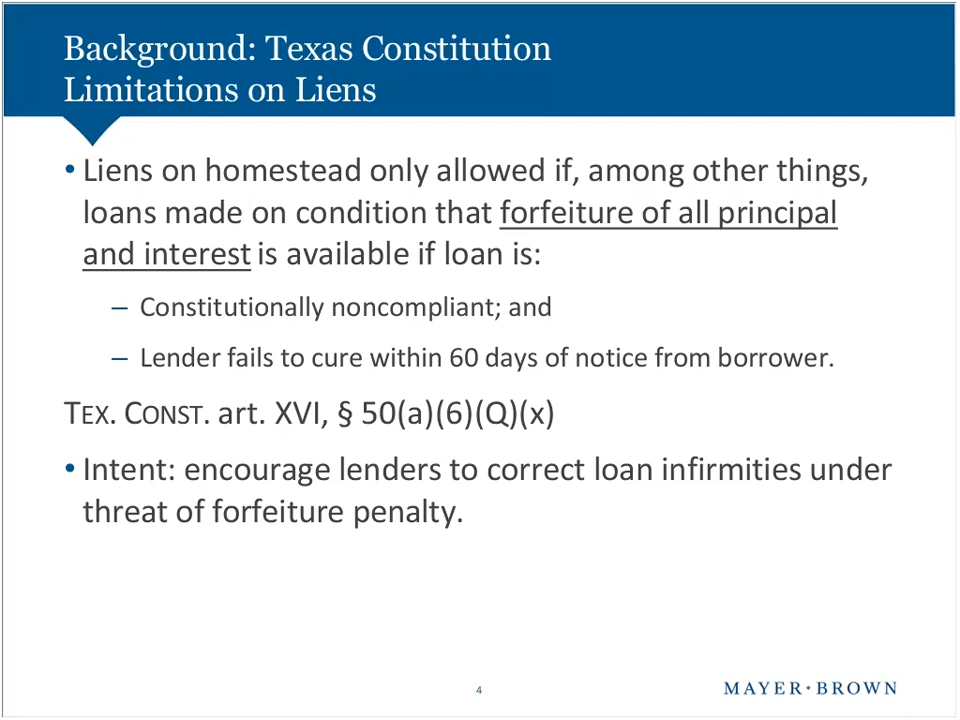 Background: Texas Constitution
Limitations on Liens
• Liens on homestead only allowed if, among other things,
loans made on condition that forfeiture of all principal
and interest is available if loan is:
– Constitutionally noncompliant; and
– Lender fails to cure within 60 days of notice from borrower.
TEX. CONST. art. XVI, § 50(a)(6)(Q)(x)
• Intent: encourage lenders to correct loan infirmities under
threat of forfeiture penalty.
4
MAYER • BROWN